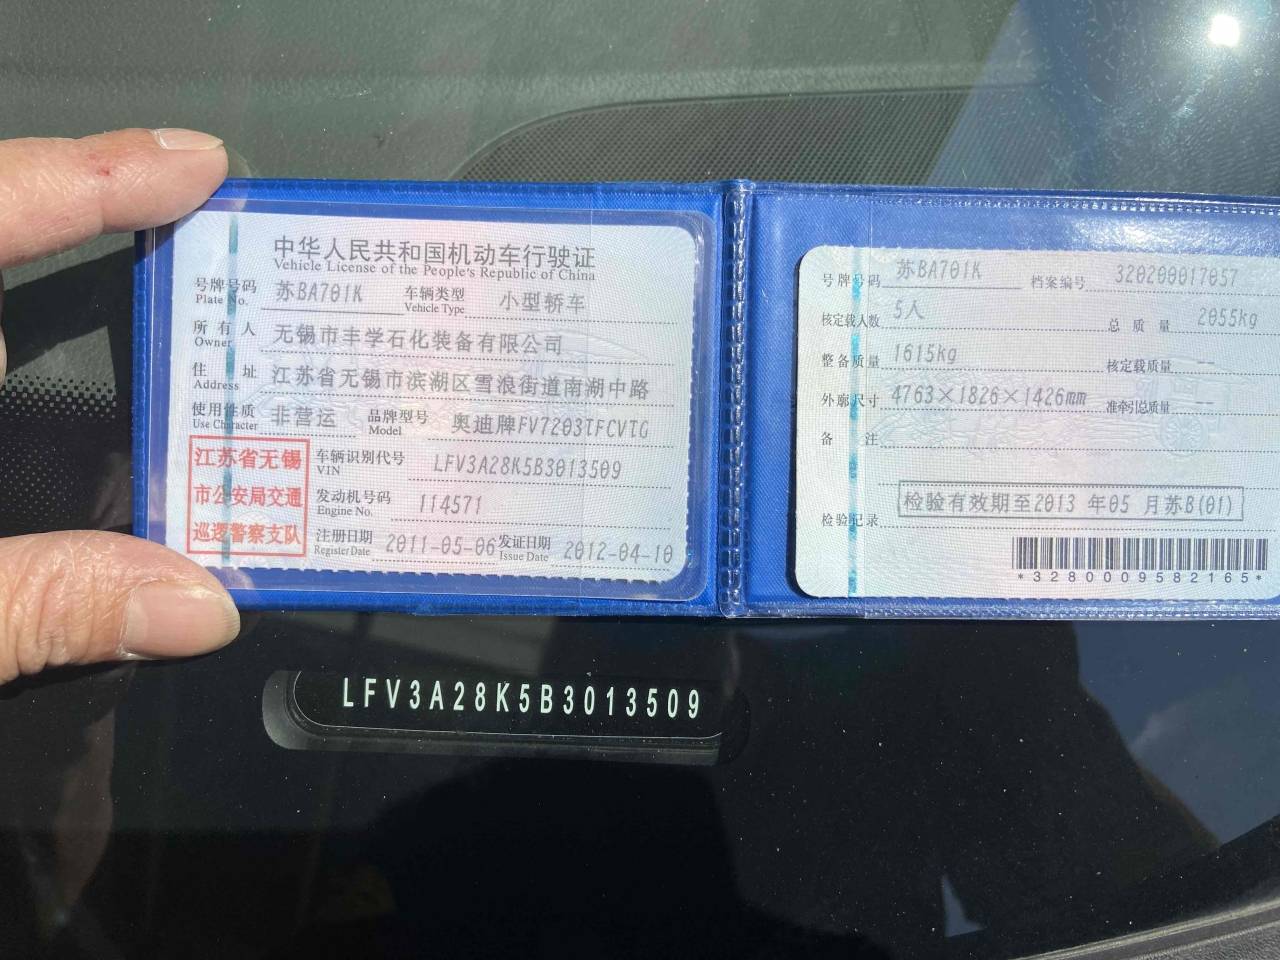 中华人民共和国机动车行驶证
Vehicle License of the People's Republic of China
号牌号码 苏BA701K 车辆类型 小型轿车
Plate No. Vehicle Type
所有人 无锡市丰学石化装备有限公司
Owner
住址 江苏省无锡市滨湖区雪浪街道南湖中路
Address
使用性质 非营运 品牌型号 奥迪牌FV7203TFCVTG
Use Character Model
江苏省无锡
市公安局交通
巡逻警察支队
车辆识别代号 LFV3A28K5B3013509
VIN
发动机号码 114571
Engine No.
注册日期 2011-05-06 发证日期 2012-04-10
Register Date Issue Date
号牌号码 苏BA701K 档案编号 320200017057
核定载人数 5人 总质量 2055kg
整备质量 1615kg 核定载质量 --
外廓尺寸 4763×1826×1426mm 准牵引总质量 --
备注
检验记录 检验有效期至2013年05月苏B(01)
*3280009582165*
LFV3A28K5B3013509